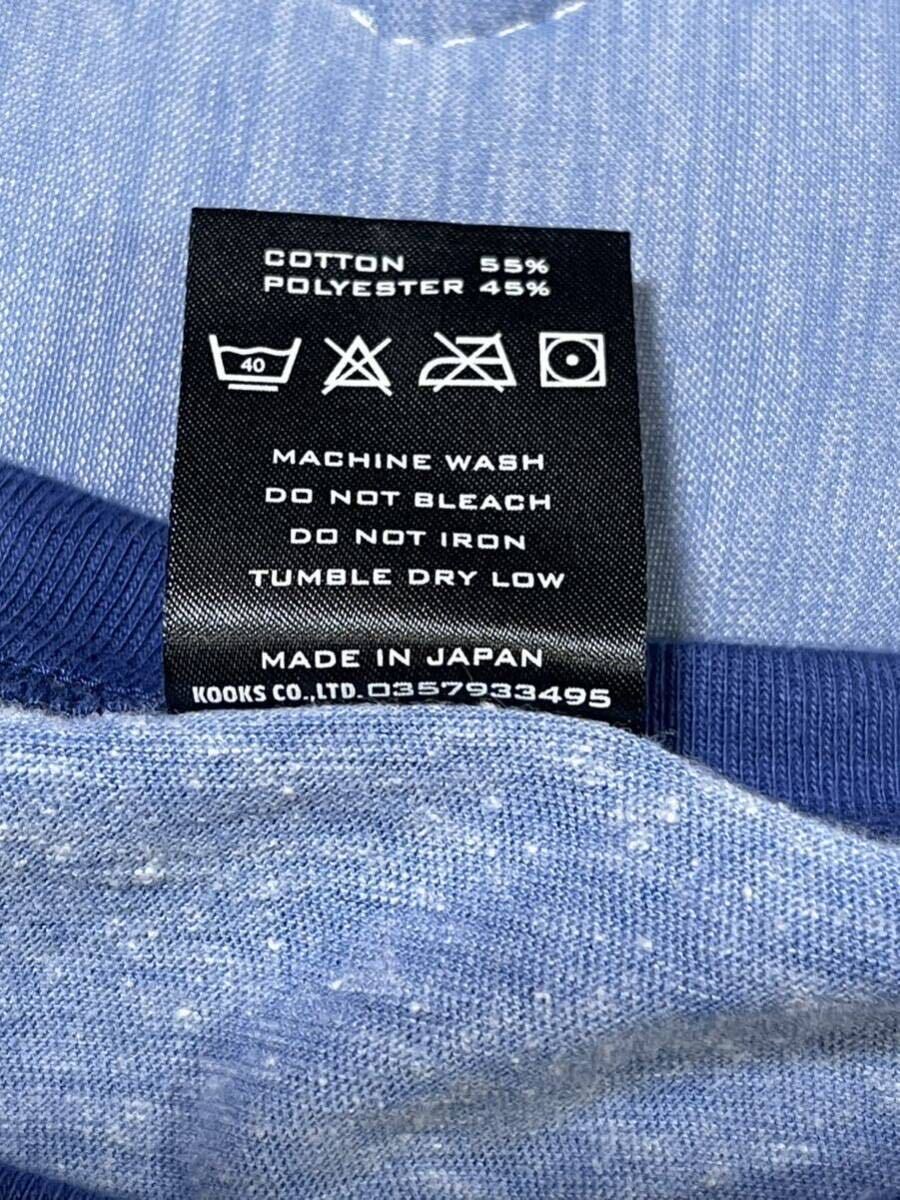 COTTON 55%
POLYESTER 45%
40
MACHINE WASH
DO NOT BLEACH
DO NOT IRON
TUMBLE DRY LOW
MADE IN JAPAN
KOOKS CO.,LTD. 0357933495